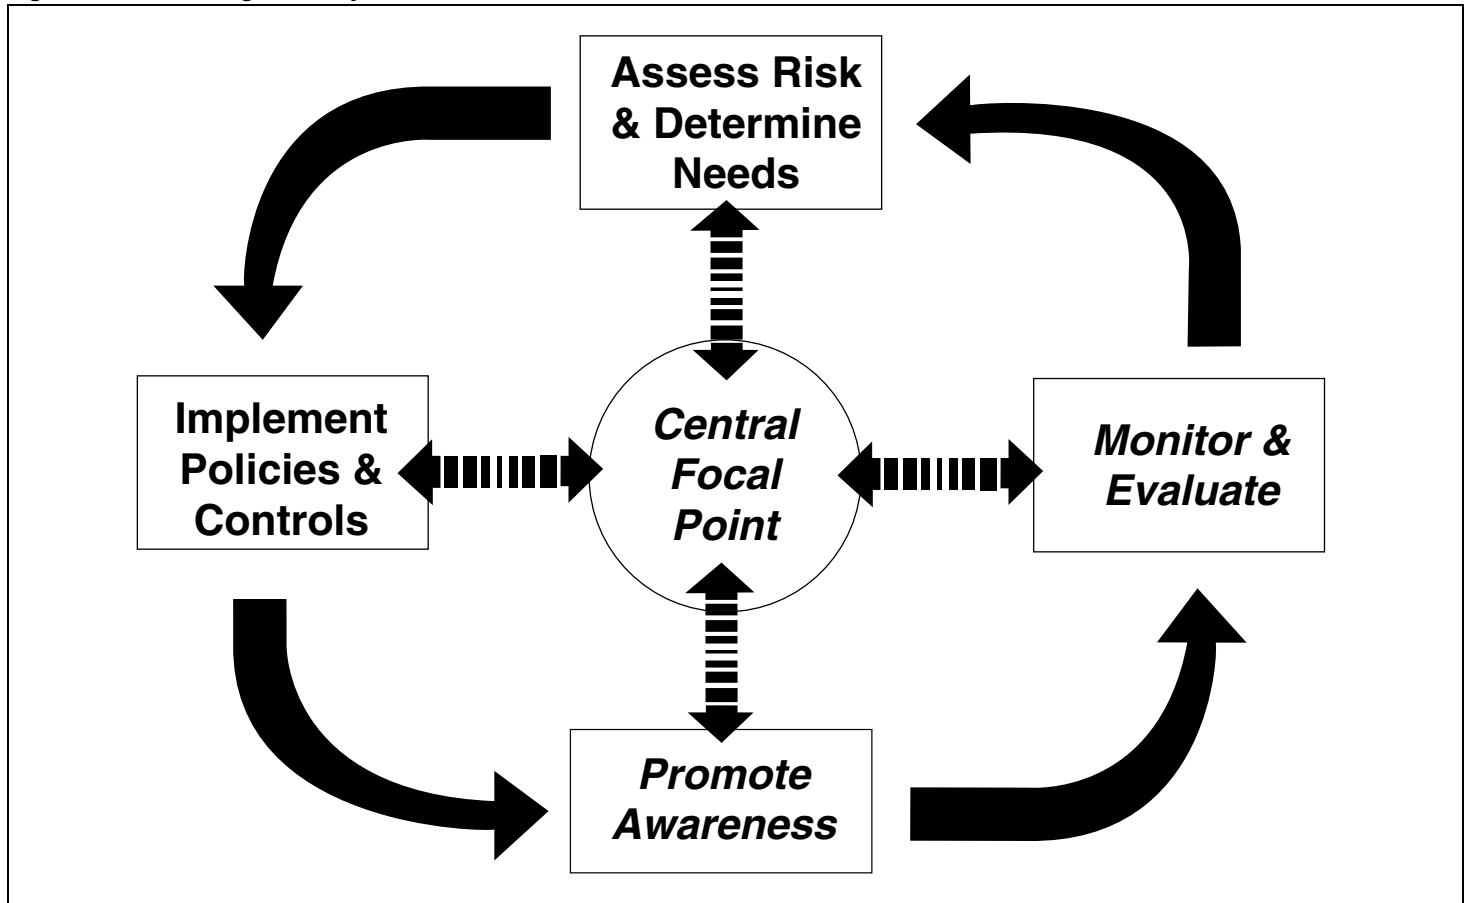 Assess Risk
& Determine
Needs
Implement
Policies &
Controls
Central
Focal
Point
Monitor &
Evaluate
Promote
Awareness